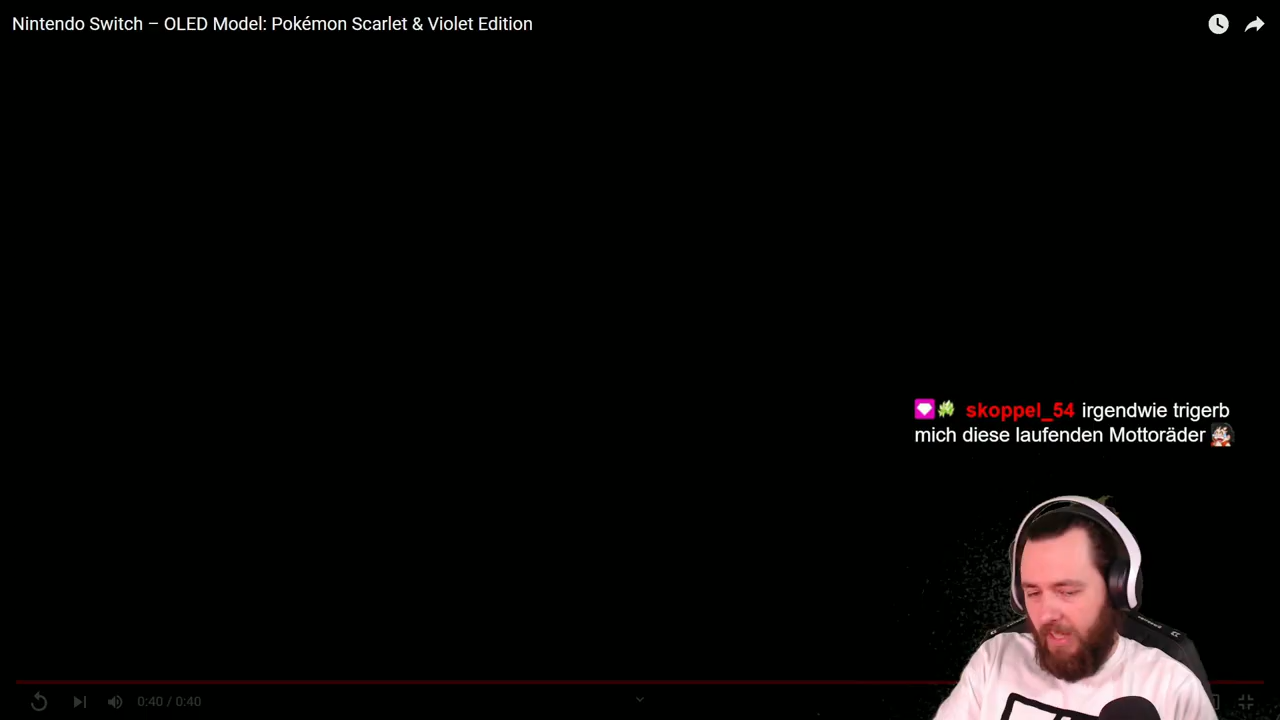 Nintendo Switch – OLED Model: Pokémon Scarlet & Violet Edition
skoppel_54 irgendwie trigerb
mich diese laufenden Mottoräder
0:40 / 0:40